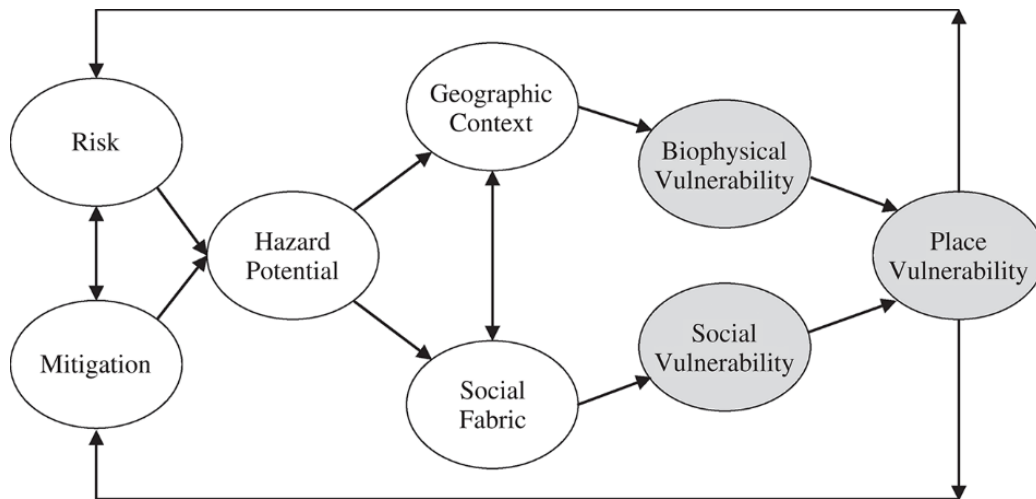 Risk
Mitigation
Hazard
Potential
Geographic
Context
Social
Fabric
Biophysical
Vulnerability
Social
Vulnerability
Place
Vulnerability